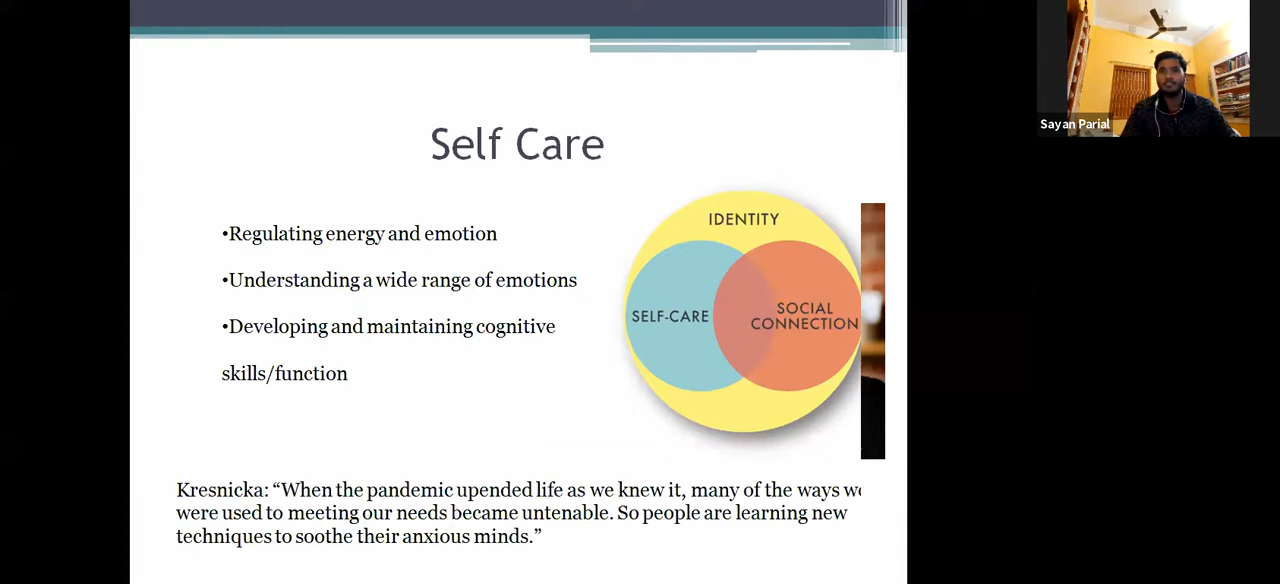 Self Care
•Regulating energy and emotion
•Understanding a wide range of emotions
•Developing and maintaining cognitive
skills/function
IDENTITY
SELF-CARE
SOCIAL
CONNECTION
Kresnicka: “When the pandemic upended life as we knew it, many of the ways
were used to meeting our needs became untenable. So people are learning new
techniques to soothe their anxious minds.”
Sayan Parial